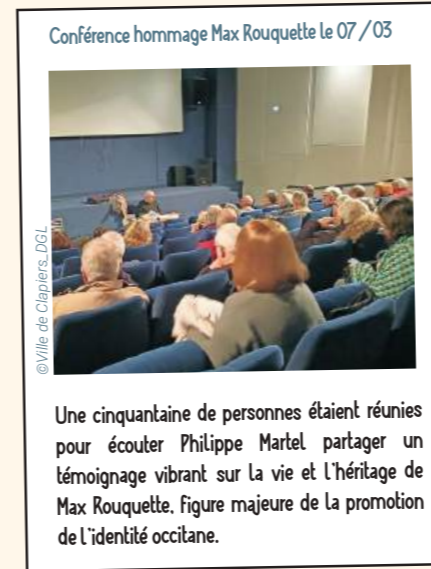 Conférence hommage Max Rouquette le 07/03
©Ville de Clapiers_DGL
Une cinquantaine de personnes étaient réunies
pour écouter Philippe Martel partager un
témoignage vibrant sur la vie et l'héritage de
Max Rouquette, figure majeure de la promotion
de l'identité occitane.